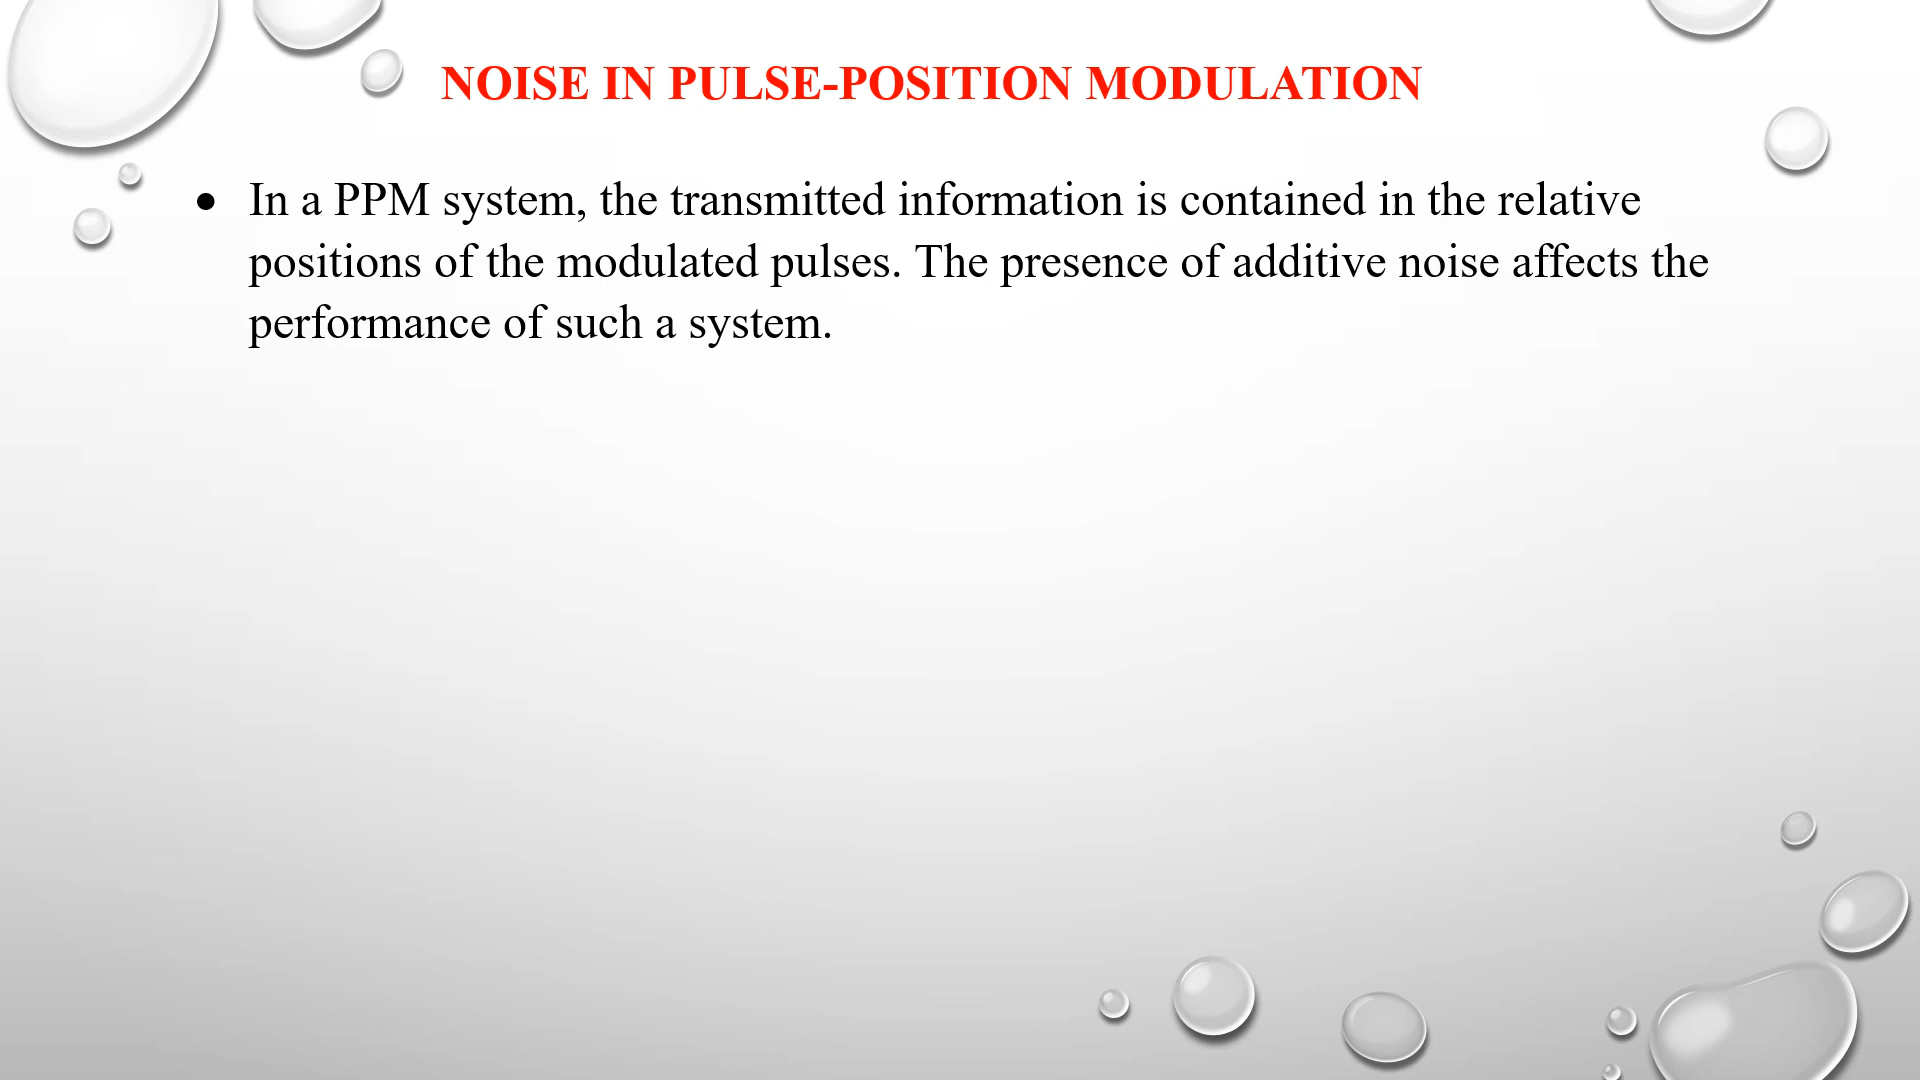 NOISE IN PULSE-POSITION MODULATION
• In a PPM system, the transmitted information is contained in the relative
positions of the modulated pulses. The presence of additive noise affects the
performance of such a system.